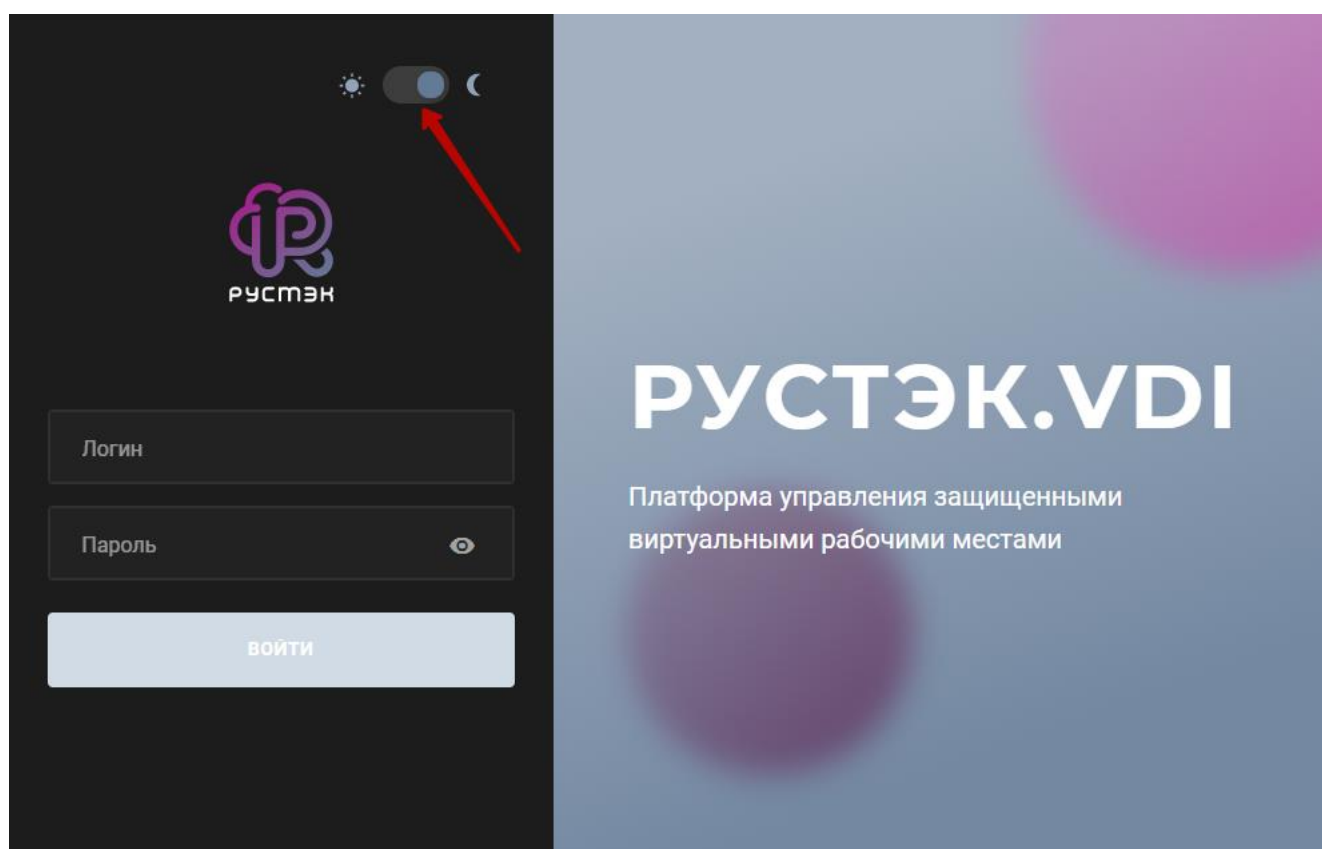 РУСТЭК
Логин
Пароль
ВОЙТИ
РУСТЭК.VDI
Платформа управления защищенными
виртуальными рабочими местами